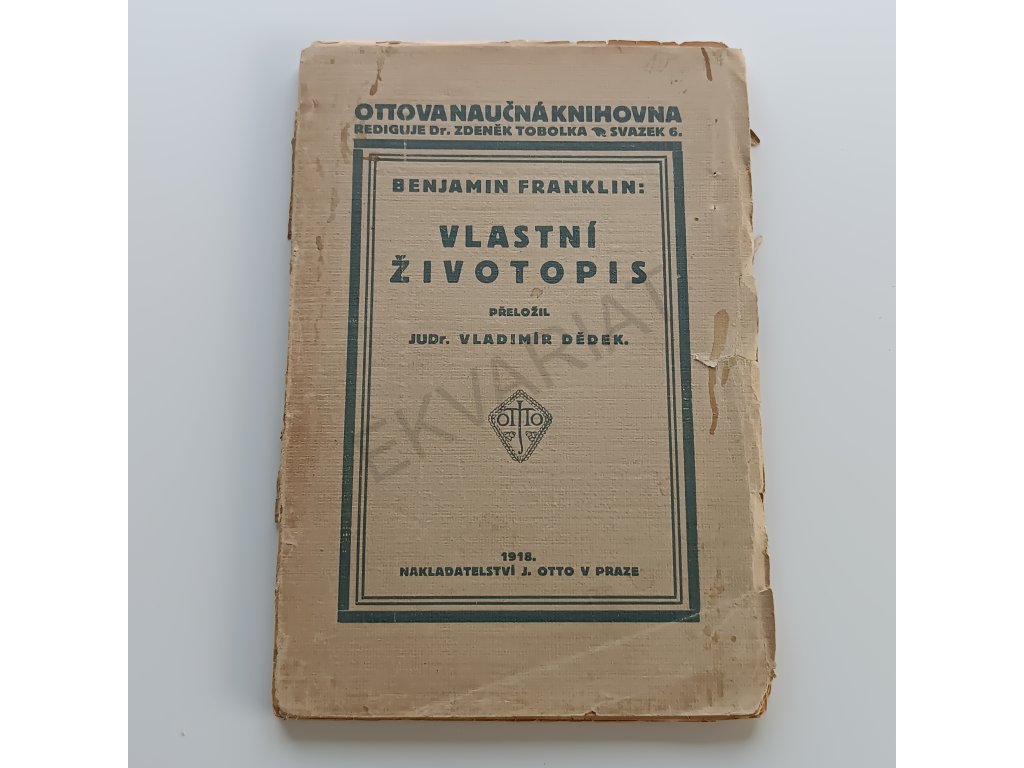 OTTOVA NAUČNÁ KNIHOVNA
REDIGUJE Dr. ZDENĚK TOBOLKA SVAZEK 6.
BENJAMIN FRANKLIN:
VLASTNÍ
ŽIVOTOPIS
PŘELOŽIL
JUDr. VLADIMÍR DĚDEK.
EKVARIAT
OTTO
1918.
NAKLADATELSTVÍ J. OTTO V PRAZE